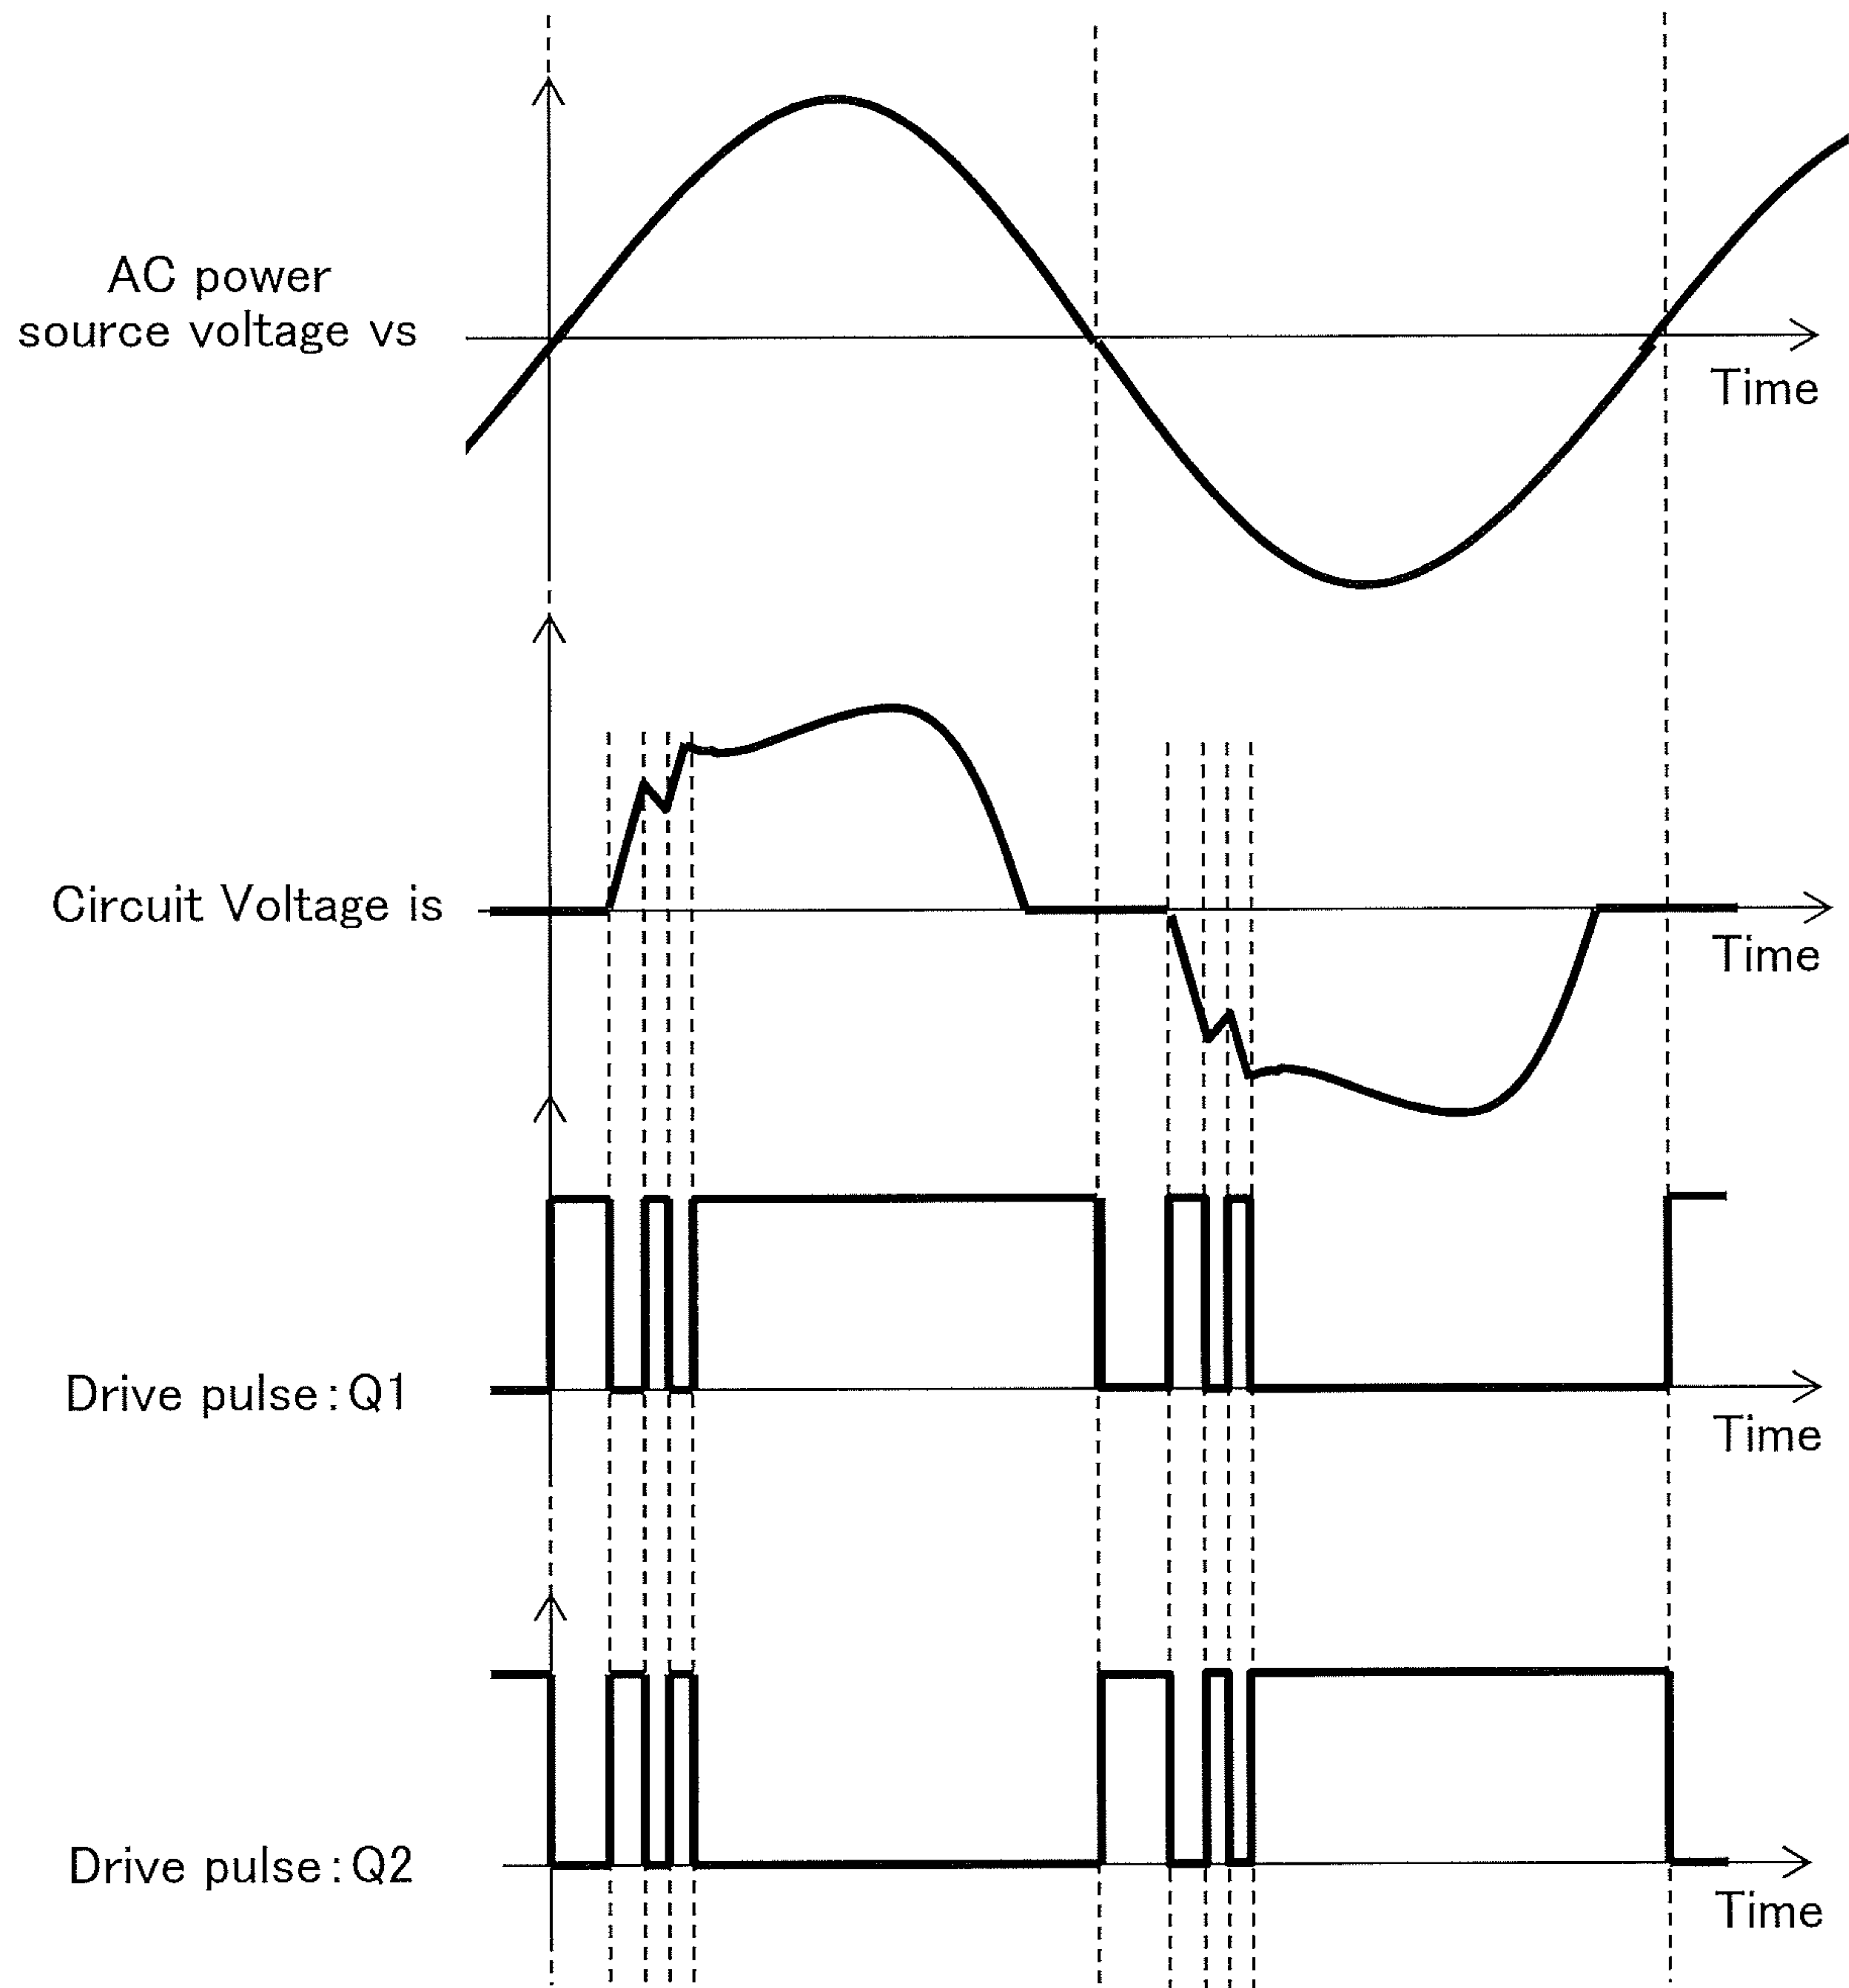 AC power
source voltage vs
Time
Circuit Voltage is
Time
Drive pulse:Q1
Time
Drive pulse:Q2
Time